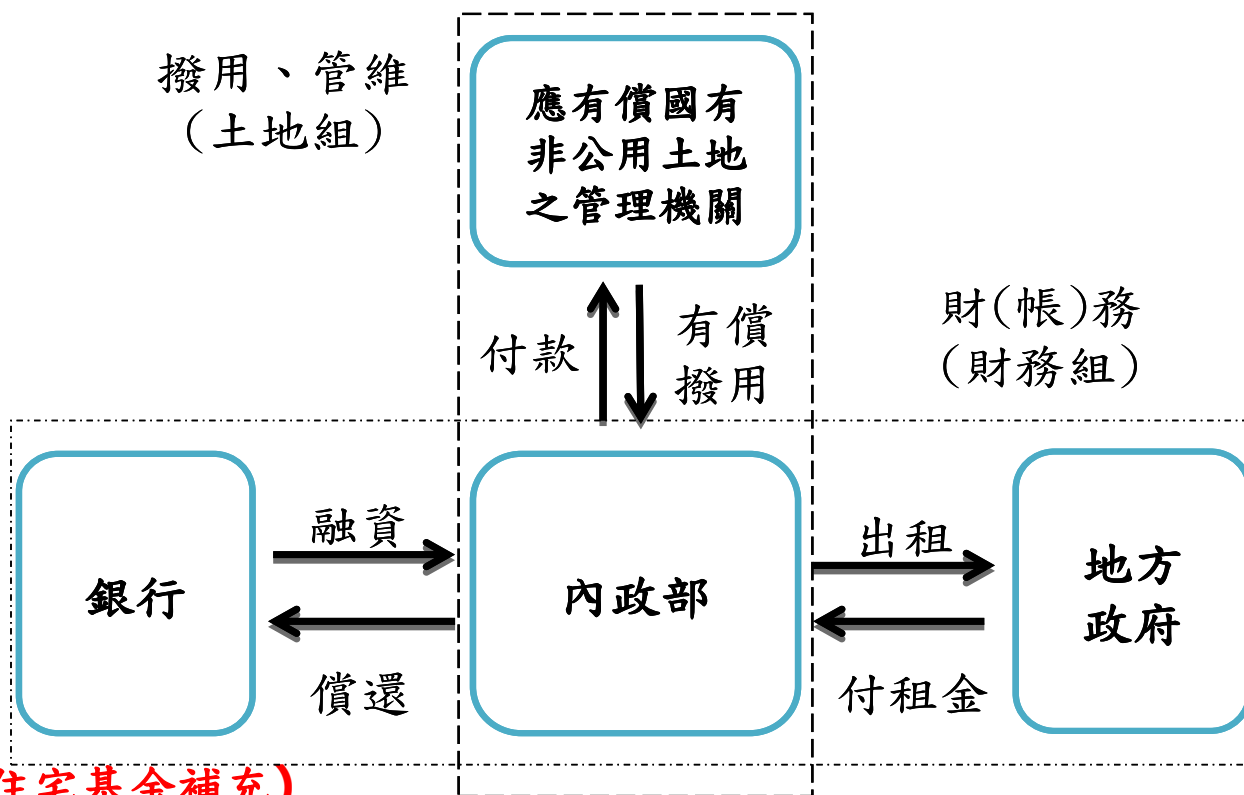 撥用、管維
(土地組)
應有償國有
非公用土地
之管理機關
付款
有償
撥用
財(帳)務
(財務組)
銀行
融資
償還
內政部
出租
付租金
地方
政府
住宅基金補充)